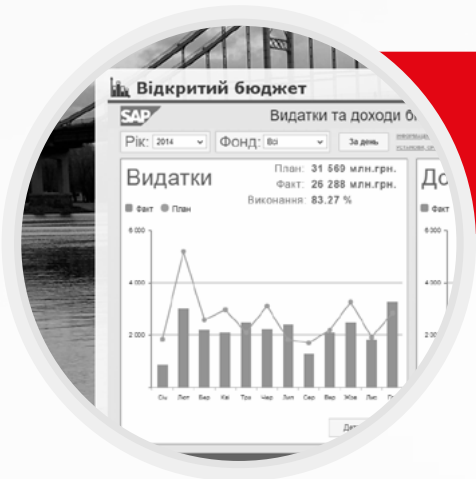 Відкритий бюджет
SAP
Видатки та доходи б
Рік: 2014
Фонд: Всі
За день
Видатки
План: 31 569 млн.грн.
Факт: 26 288 млн.грн.
Виконання: 83.27 %
Факт План
6 000
4 000
2 000
Січ Лют Бер Кві Тра Чер Лип Сер Вер Жов Лис
До
Факт
6 000
4 00
2 00